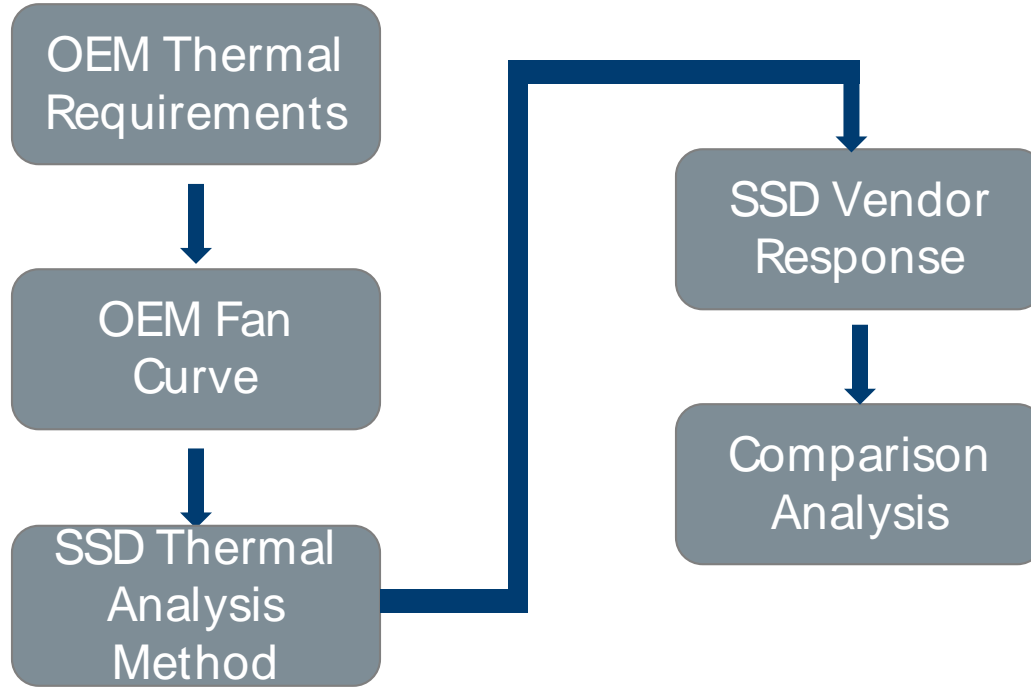 OEM Thermal
Requirements
OEM Fan
Curve
SSD Thermal
Analysis
Method
SSD Vendor
Response
Comparison
Analysis